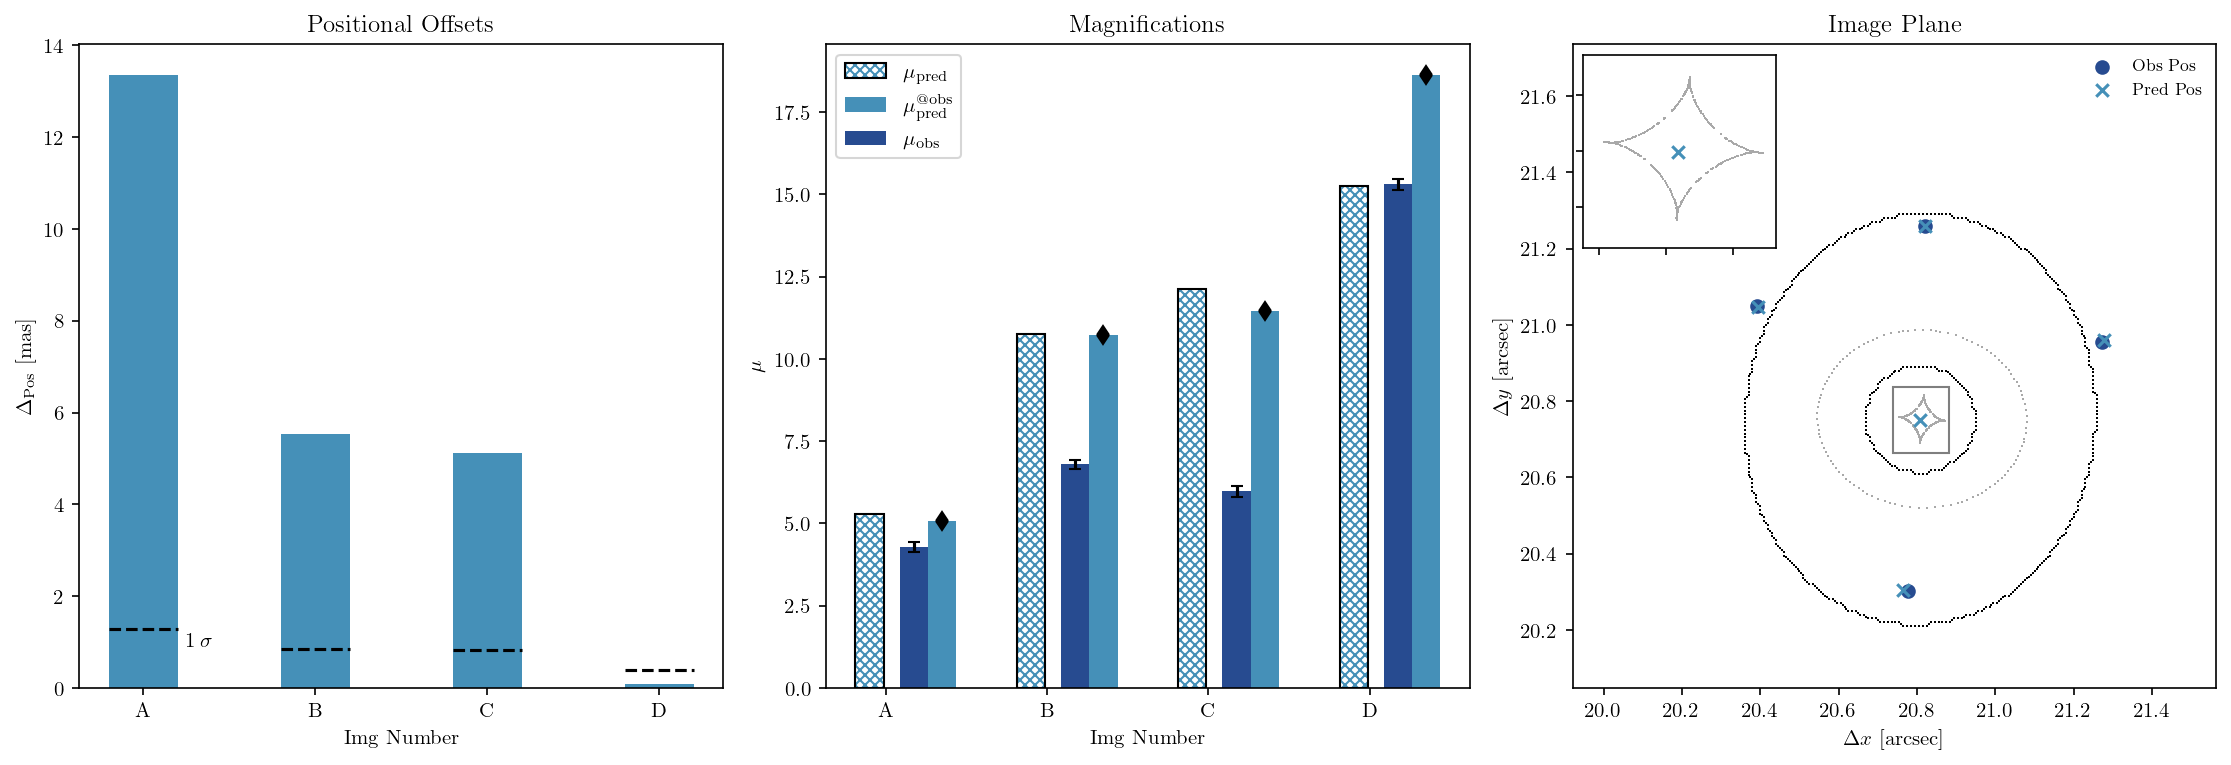 Positional Offsets
14
12
10
8
6
4
2
0
Δ_Pos [mas]
1 σ
A B C D
Img Number
Magnifications
μ_pred
μ_pred^@obs
μ_obs
17.5
15.0
12.5
10.0
7.5
5.0
2.5
0.0
μ
A B C D
Img Number
Image Plane
Obs Pos
Pred Pos
21.6
21.4
21.2
21.0
20.8
20.6
20.4
20.2
Δy [arcsec]
20.0 20.2 20.4 20.6 20.8 21.0 21.2 21.4
Δx [arcsec]